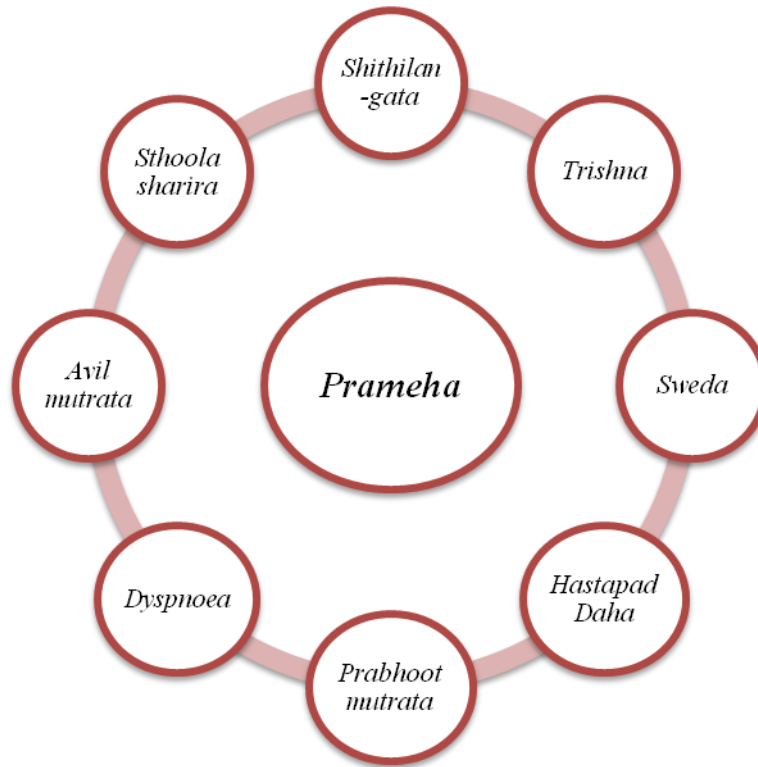 Shithilan
-gata
Trishna
Sweda
Hastapad
Daha
Prabhoot
mutrata
Dyspnoea
Avil
mutrata
Sthoola
sharira
Prameha